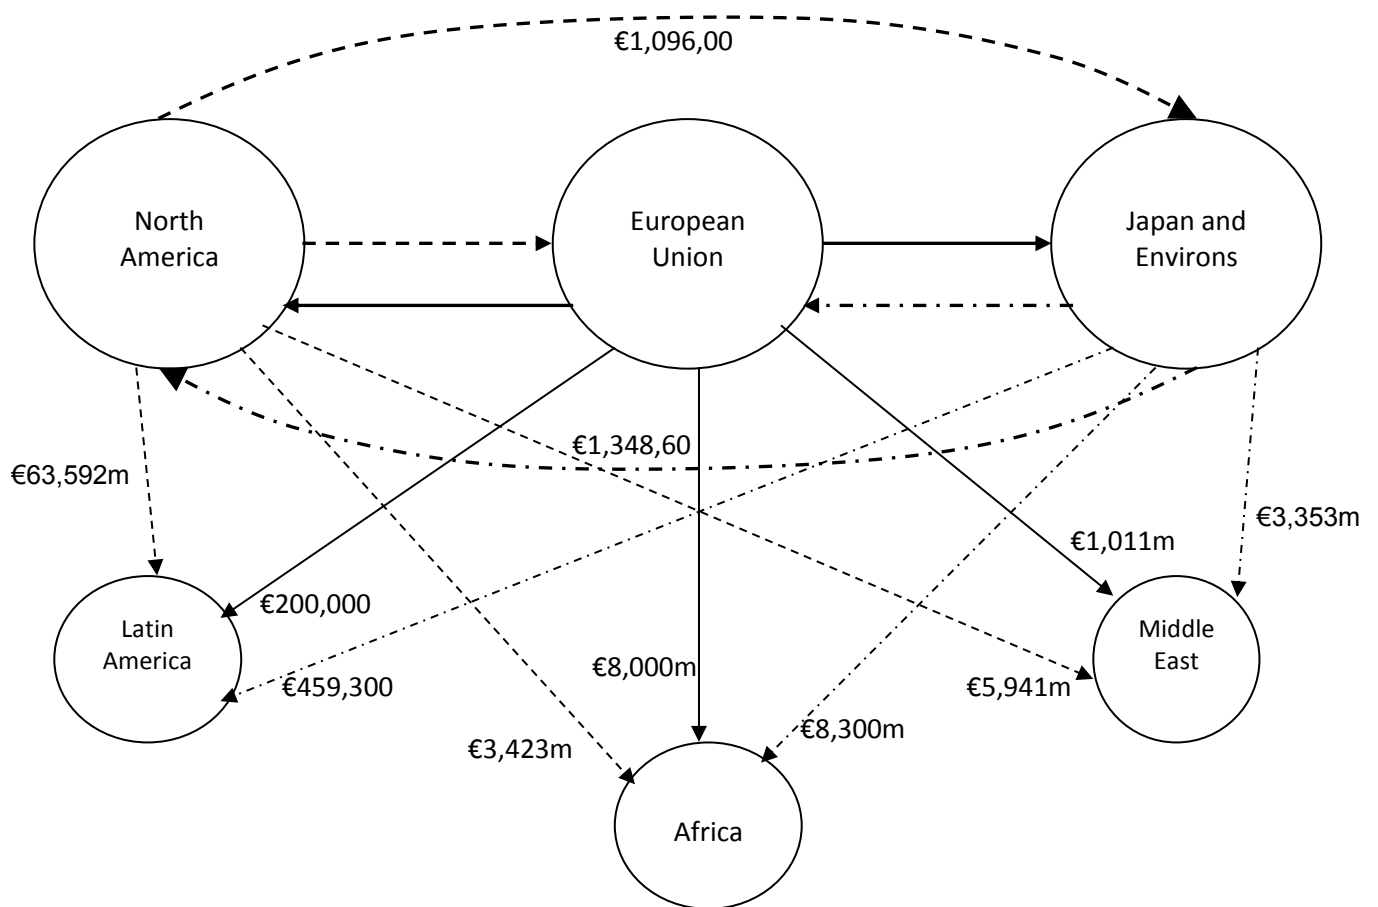 €1,096,00
North
America
European
Union
Japan and
Environs
€1,348,60
€63,592m
€3,353m
€1,011m
€200,000
Latin
America
Middle
East
€8,000m
€459,300
€5,941m
€8,300m
€3,423m
Africa